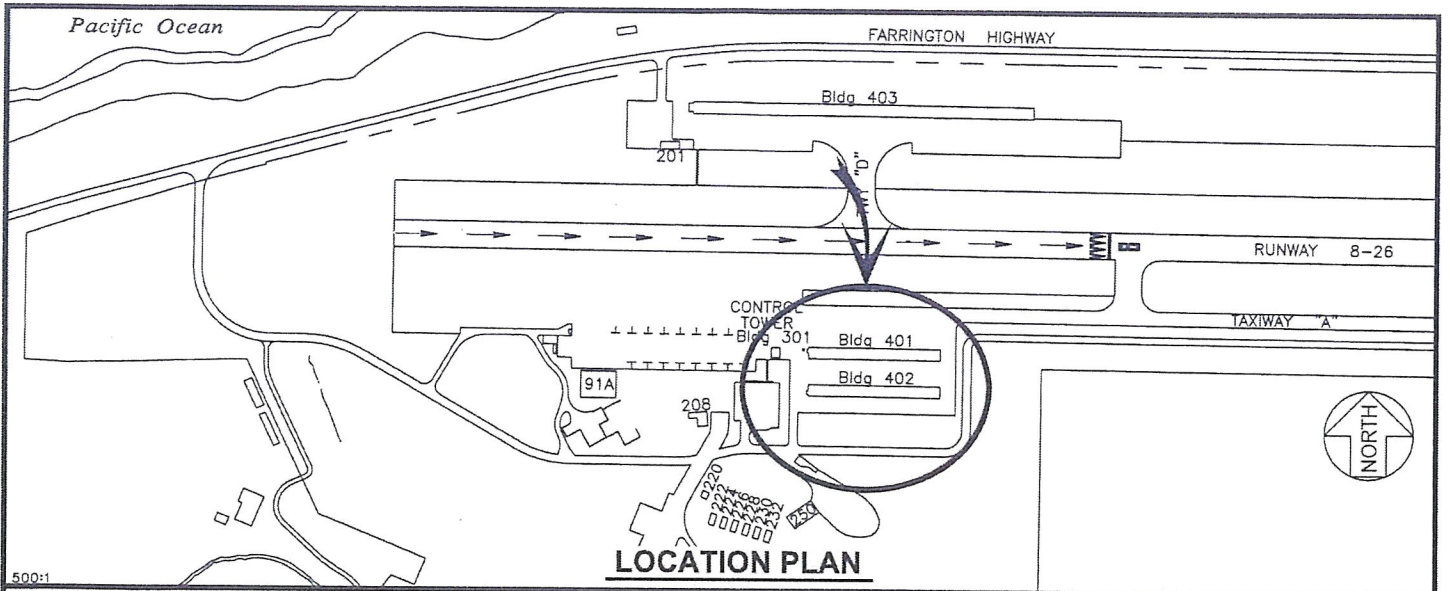 Pacific Ocean
FARRINGTON HIGHWAY
Bldg 403
201
"D"
RUNWAY 8-26
CONTROL
TOWER
Bldg 301
TAXIWAY "A"
Bldg 401
91A
Bldg 402
208
NORTH
220
222
224
226
228
230
232
250
LOCATION PLAN
500:1